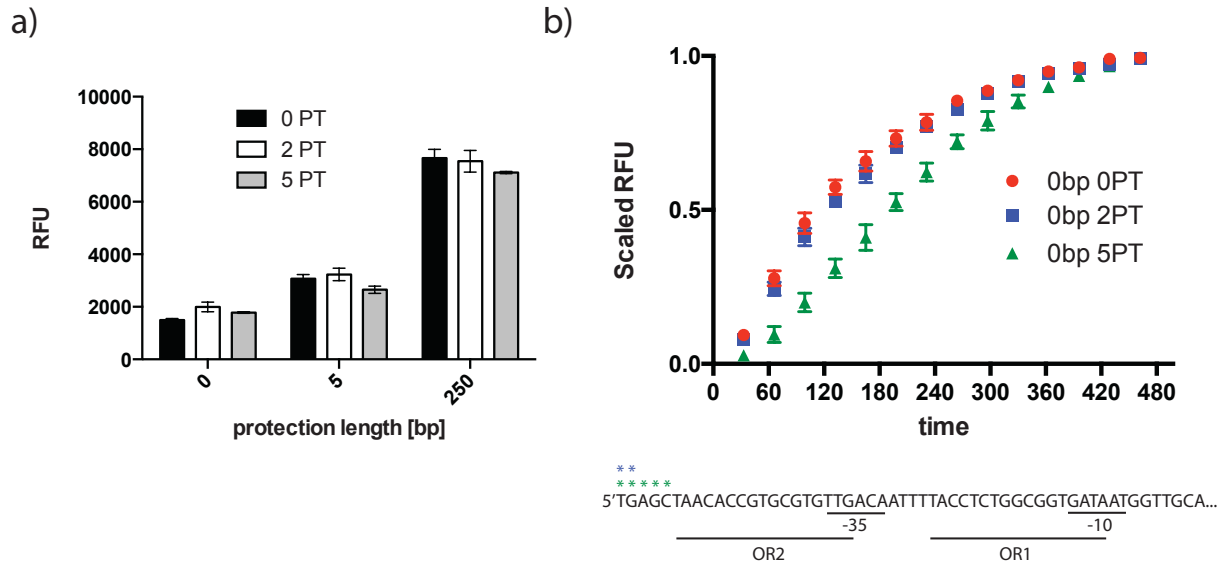 a)
10000
8000
6000
4000
2000
0
RFU
0 PT
2 PT
5 PT
0
5
250
protection length [bp]
b)
1.0
0.5
0.0
Scaled RFU
0bp 0PT
0bp 2PT
0bp 5PT
0 60 120 180 240 300 360 420 480
time
**
*****
5'TGAGCTAACACCGTGCGTGTTGACAATTTTACCTCTGGCGGTGATAATGGTTGCA...
-35 -10
OR2 OR1